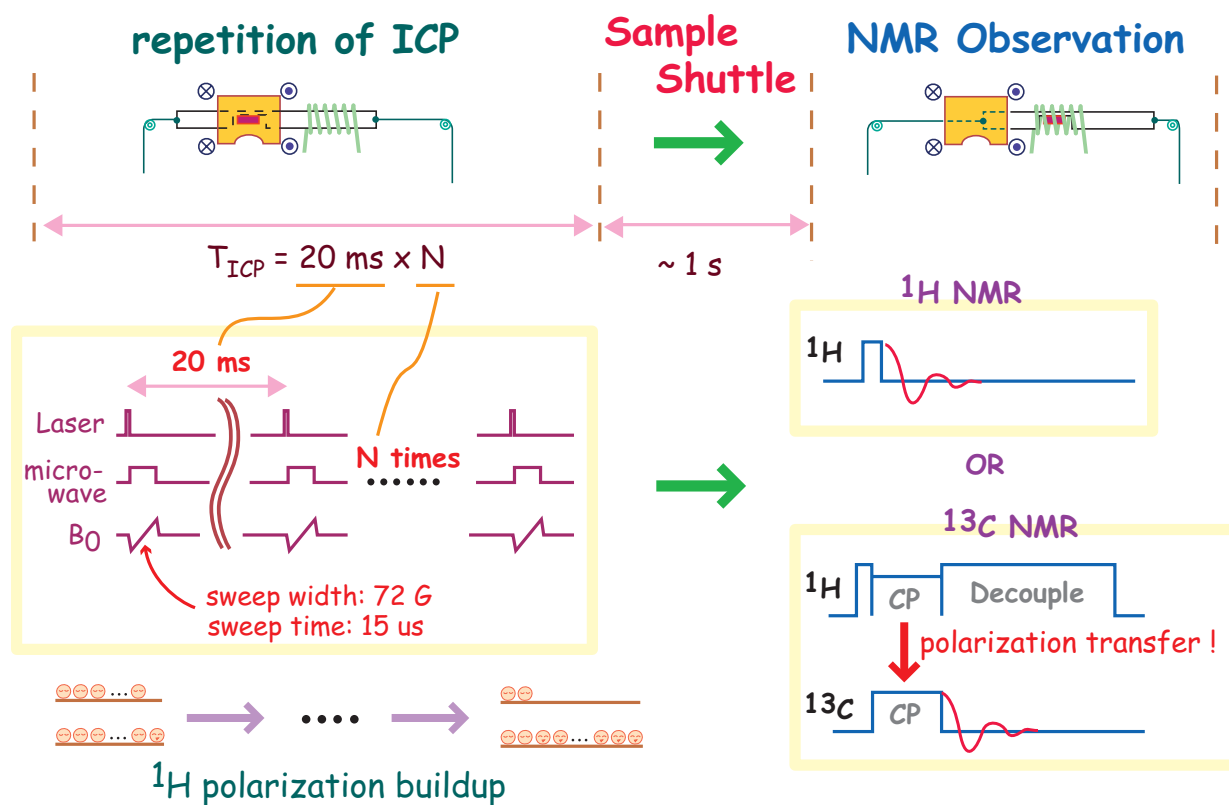 repetition of ICP
Sample
Shuttle
NMR Observation
T_ICP = 20 ms x N
~ 1 s
20 ms
Laser
micro-
wave
B0
N times
......
sweep width: 72 G
sweep time: 15 us
...
....
...
1H polarization buildup
1H NMR
1H
OR
13C NMR
1H
CP
Decouple
polarization transfer !
13C
CP